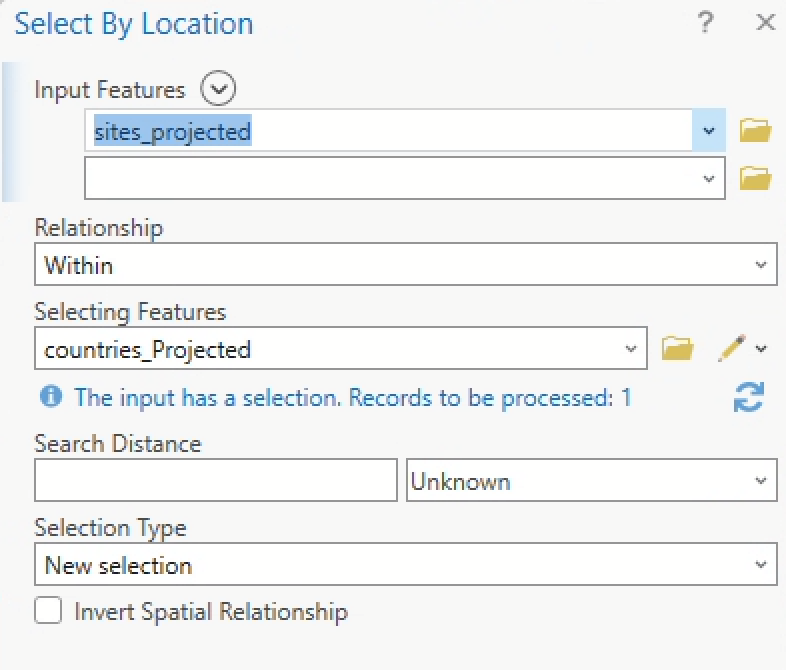 Select By Location ? ×
Input Features
sites_projected
Relationship
Within
Selecting Features
countries_Projected
The input has a selection. Records to be processed: 1
Search Distance
Unknown
Selection Type
New selection
Invert Spatial Relationship